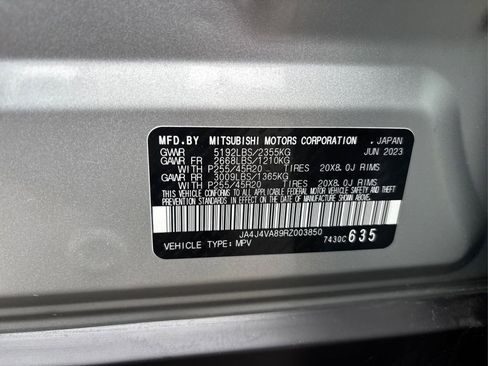 MFD.BY MITSUBISHI MOTORS CORPORATION , JAPAN
GVWR 5192LBS/2355KG JUN 2023
GAWR FR 2668LBS/1210KG
WITH P255/45R20 TIRES 20X8.0J RIMS
GAWR RR 3009LBS/1365KG
WITH P255/45R20 TIRES 20X8.0J RIMS
THIS VEHICLE CONFORMS TO ALL APPLICABLE FEDERAL MOTOR VEHICLE SAFETY, BUMPER, AND THEFT
PREVENTION STANDARDS IN EFFECT ON THE DATE OF MANUFACTURE SHOWN ABOVE.
JA4J4VA89RZ003850
VEHICLE TYPE: MPV 7430C 635